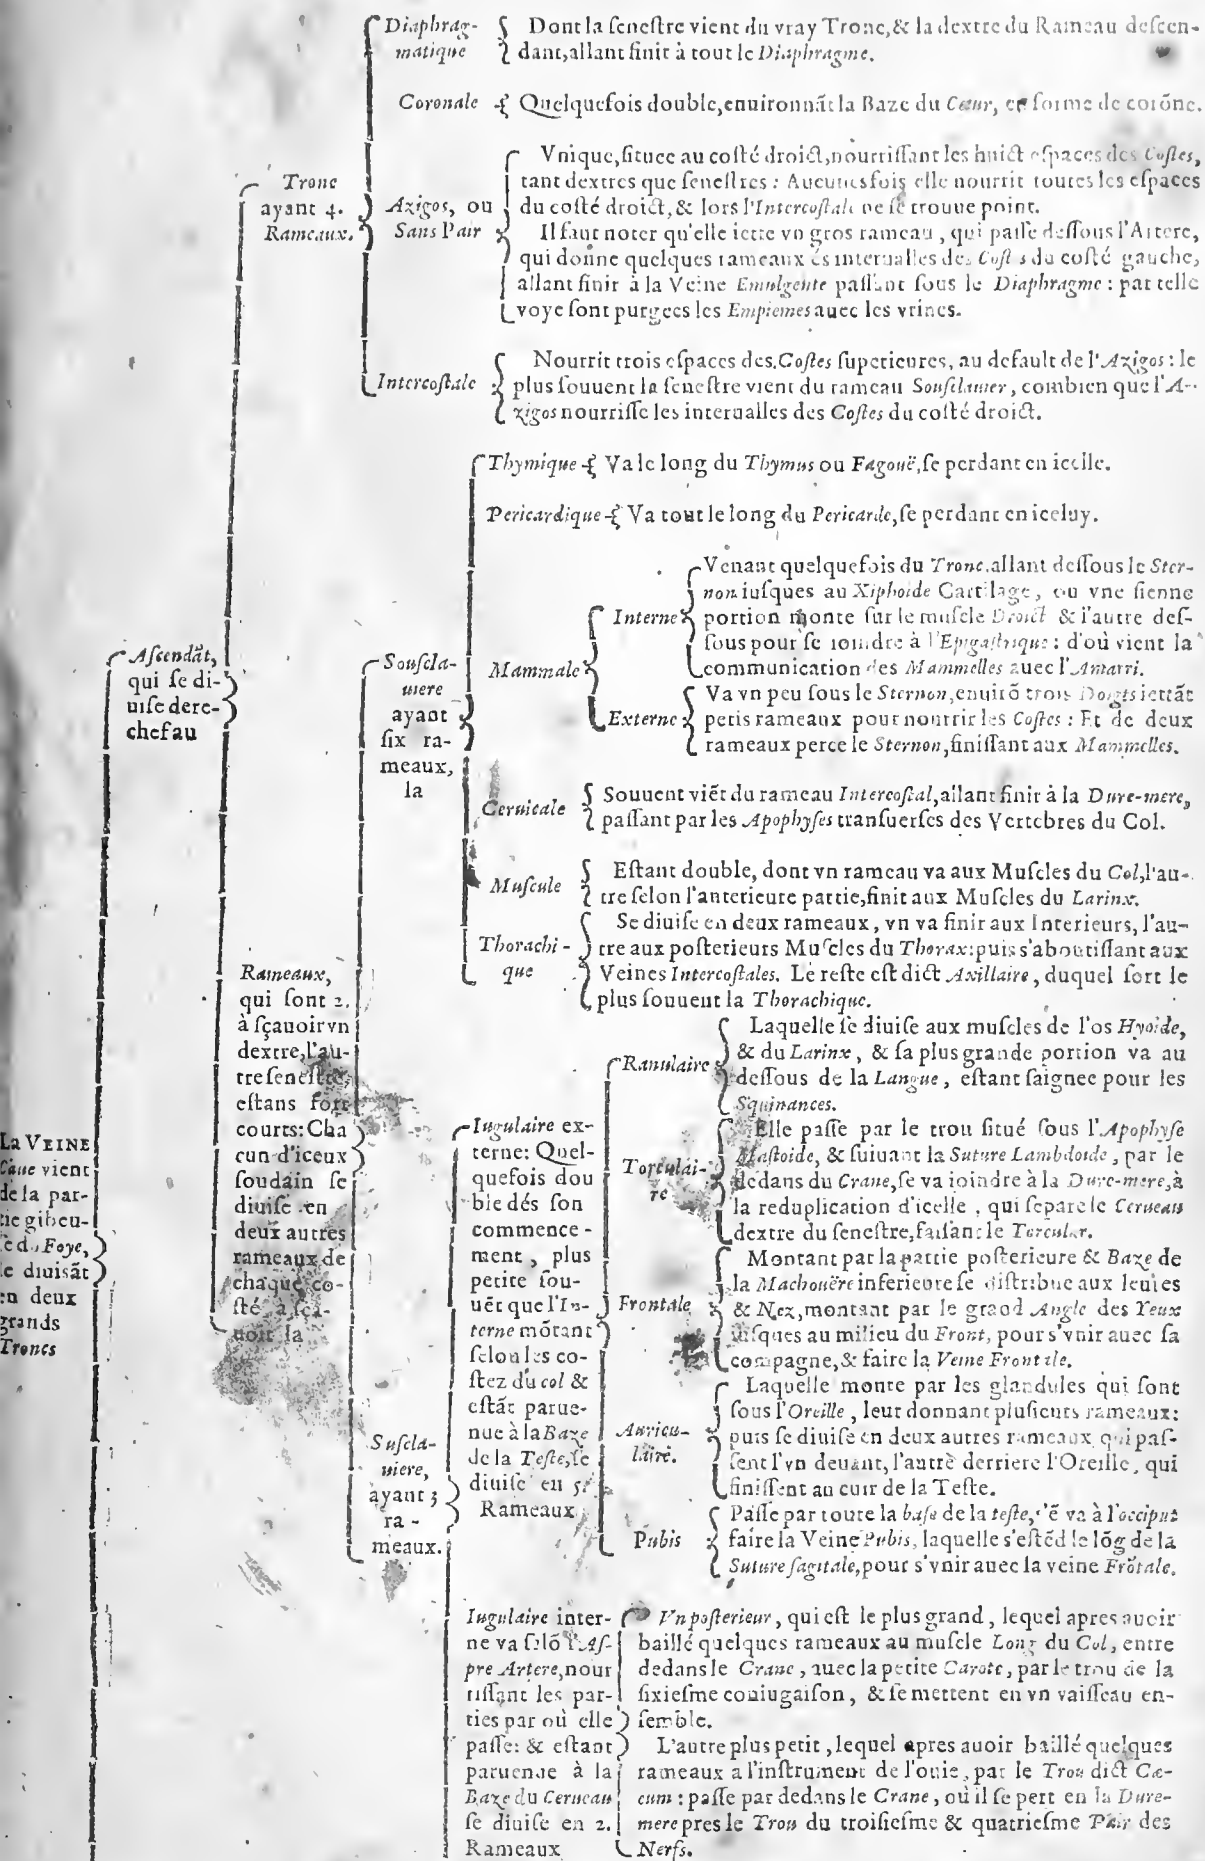 La VEINE
Caue vient
de la par-
tie gibeu-
se du Foye,
se diuisãt
en deux
grands
Troncs
Ascendãt,
qui se di-
uise dere-
chef au
Tronc
ayant 4.
Rameaux.
Diaphrag-
matique
Dont la senestre vient du vray Tronc, & la dextre du Rameau descen-
dant, allant finir à tout le Diaphragme.
Coronale
Quelquefois double, enuironnãt la Baze du Cœur, en forme de corõne.
Azigos, ou
Sans Pair
Vnique, situee au costé droict, nourrissant les huict espaces des Costes,
tant dextres que senestres : Aucunesfois elle nourrit toutes les espaces
du costé droict, & lors l'Intercostale ne se trouue point.
Il faut noter qu'elle iette vn gros rameau, qui passe dessous l'Artere,
qui donne quelques rameaux és interualles des Costes du costé gauche,
allant finir à la Veine Emulgente passant sous le Diaphragme : par telle
voye sont purgees les Empiemes auec les vrines.
Intercostale
Nourrit trois espaces des Costes superieures, au default de l'Azigos : le
plus souuent la senestre vient du rameau Sousclauier, combien que l'A-
zigos nourrisse les interualles des Costes du costé droict.
Rameaux,
qui sont 2.
à sçauoir vn
dextre, l'au-
tre senestre,
estans fort
courts: Cha
cun d'iceux
soudain se
diuise en
deux autres
rameaux de
chaque co-
sté à sça-
uoir la
Souscla-
uiere
ayant
six ra-
meaux,
la
Thymique
Va le long du Thymus ou Fagouë, se perdant en icelle.
Pericardique
Va tout le long du Pericarde, se perdant en iceluy.
Mammale
Interne
Venant quelquefois du Tronc. allant dessous le Ster-
non iusques au Xiphoide Cartilage, ou vne sienne
portion monte sur le muscle Droict & l'autre des-
sous pour se ioindre à l'Epigastrique : d'où vient la
communication des Mammelles auec l'Amarri.
Externe
Va vn peu sous le Sternon, enuirõ trois Doigts iettãt
petis rameaux pour nourrir les Costes : Et de deux
rameaux perce le Sternon, finissant aux Mammelles.
Ceruicale
Souuent viẽt du rameau Intercostal, allant finir à la Dure-mere,
passant par les Apophyses transuerses des Vertebres du Col.
Muscule
Estant double, dont vn rameau va aux Muscles du Col, l'au-
tre selon l'anterieure partie, finit aux Muscles du Larinx.
Thorachi-
que
Se diuise en deux rameaux, vn va finir aux Interieurs, l'au-
tre aux posterieurs Muscles du Thorax: puis s'aboutissant aux
Veines Intercostales. Le reste est dict Axillaire, duquel sort le
plus souuent la Thorachique.
Suscla-
uiere,
ayant 3
ra-
meaux.
Iugulaire ex-
terne: Quel-
quefois dou
ble dés son
commence-
ment, plus
petite sou-
uẽt que l'In-
terne mõtant
selon les co-
stez du col &
estãt parue-
nue à la Baze
de la Teste, se
diuise en 5.
Rameaux
Ranulaire
Laquelle se diuise aux muscles de l'os Hyoïde,
& du Larinx, & sa plus grande portion va au
dessous de la Langue, estant saignee pour les
Squinances.
Torculai-
re
Elle passe par le trou situé sous l'Apophyse
Mastoide, & suiuant la Suture Lambdoide, par le
dedans du Crane, se va ioindre à la Dure-mere, à
la reduplication d'icelle, qui separe le Cerueau
dextre du senestre, faisant le Torcular.
Frontale
Montant par la partie posterieure & Baze de
la Machouëre inferieure se distribue aux leures
& Nez, montant par le grand Angle des Yeux
iusques au milieu du Front, pour s'vnir auec sa
compagne, & faire la Veine Frontale.
Auricu-
laire.
Laquelle monte par les glandules qui sont
sous l'Oreille, leur donnant plusieurs rameaux:
puis se diuise en deux autres rameaux qui pas-
sent l'vn deuant, l'autre derriere l'Oreille, qui
finissent au cuir de la Teste.
Pubis
Passe par toute la base de la teste, s'ẽ va à l'occiput
faire la Veine Pubis, laquelle s'estẽd le lõg de la
Suture sagitale, pour s'vnir auec la veine Frõtale.
Iugulaire inter-
ne va selõ l'As-
pre Artere, nour
rissant les par-
ties par où elle
passe: & estant
paruenue à la
Baze du Cerueau
se diuise en 2.
Rameaux
Vn posterieur, qui est le plus grand, lequel apres auoir
baillé quelques rameaux au muscle Long du Col, entre
dedans le Crane, auec la petite Carote, par le trou de la
sixiesme coniugaison, & se mettent en vn vaisseau en-
semble.
L'autre plus petit, lequel apres auoir baillé quelques
rameaux a l'instrument de l'ouie, par le Trou dict Cæ-
cum : passe par dedans le Crane, où il se pert en la Dure-
mere pres le Trou du troisiesme & quatriesme Pair des
Nerfs.